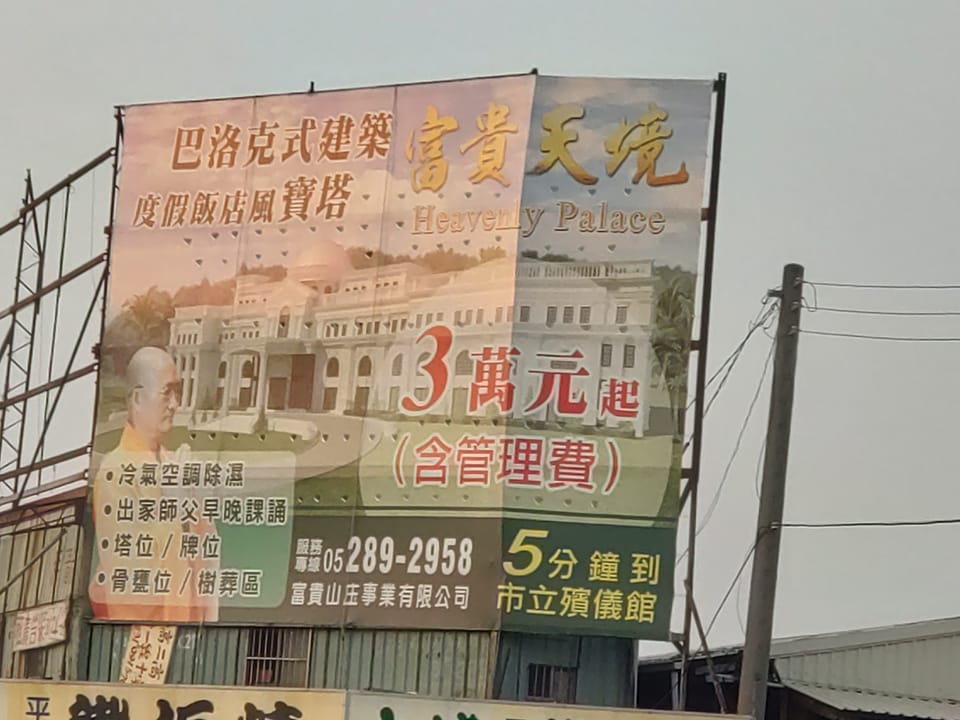 巴洛克式建築
度假飯店風寶塔
富貴天境
Heavenly Palace
3萬元起
(含管理費)
•冷氣空調除濕
•出家師父早晚課誦
•塔位/牌位
•骨甕位/樹葬區
服務專線05 289-2958
富貴山庄事業有限公司
5分鐘到
市立殯儀館